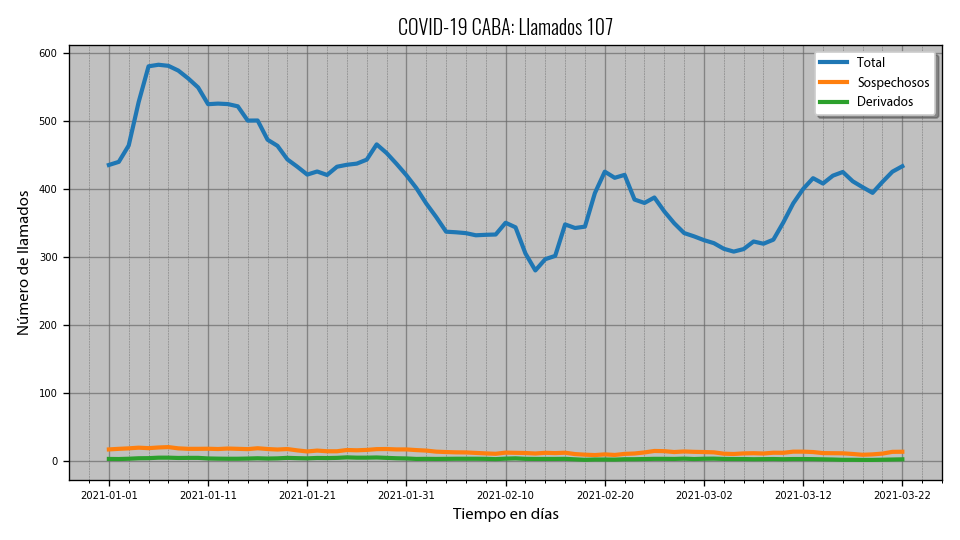 COVID-19 CABA: Llamados 107
Total
Sospechosos
Derivados
Número de llamados
600
500
400
300
200
100
0
2021-01-01 2021-01-11 2021-01-21 2021-01-31 2021-02-10 2021-02-20 2021-03-02 2021-03-12 2021-03-22
Tiempo en días